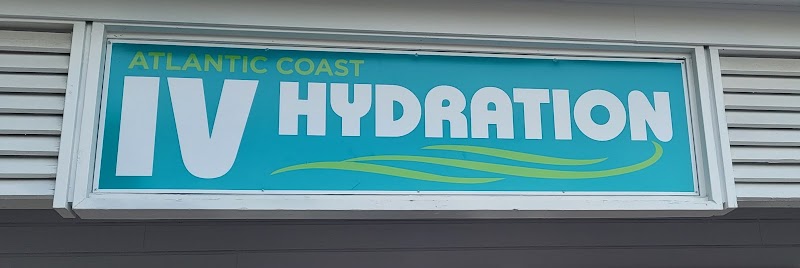 ATLANTIC COAST
IV HYDRATION